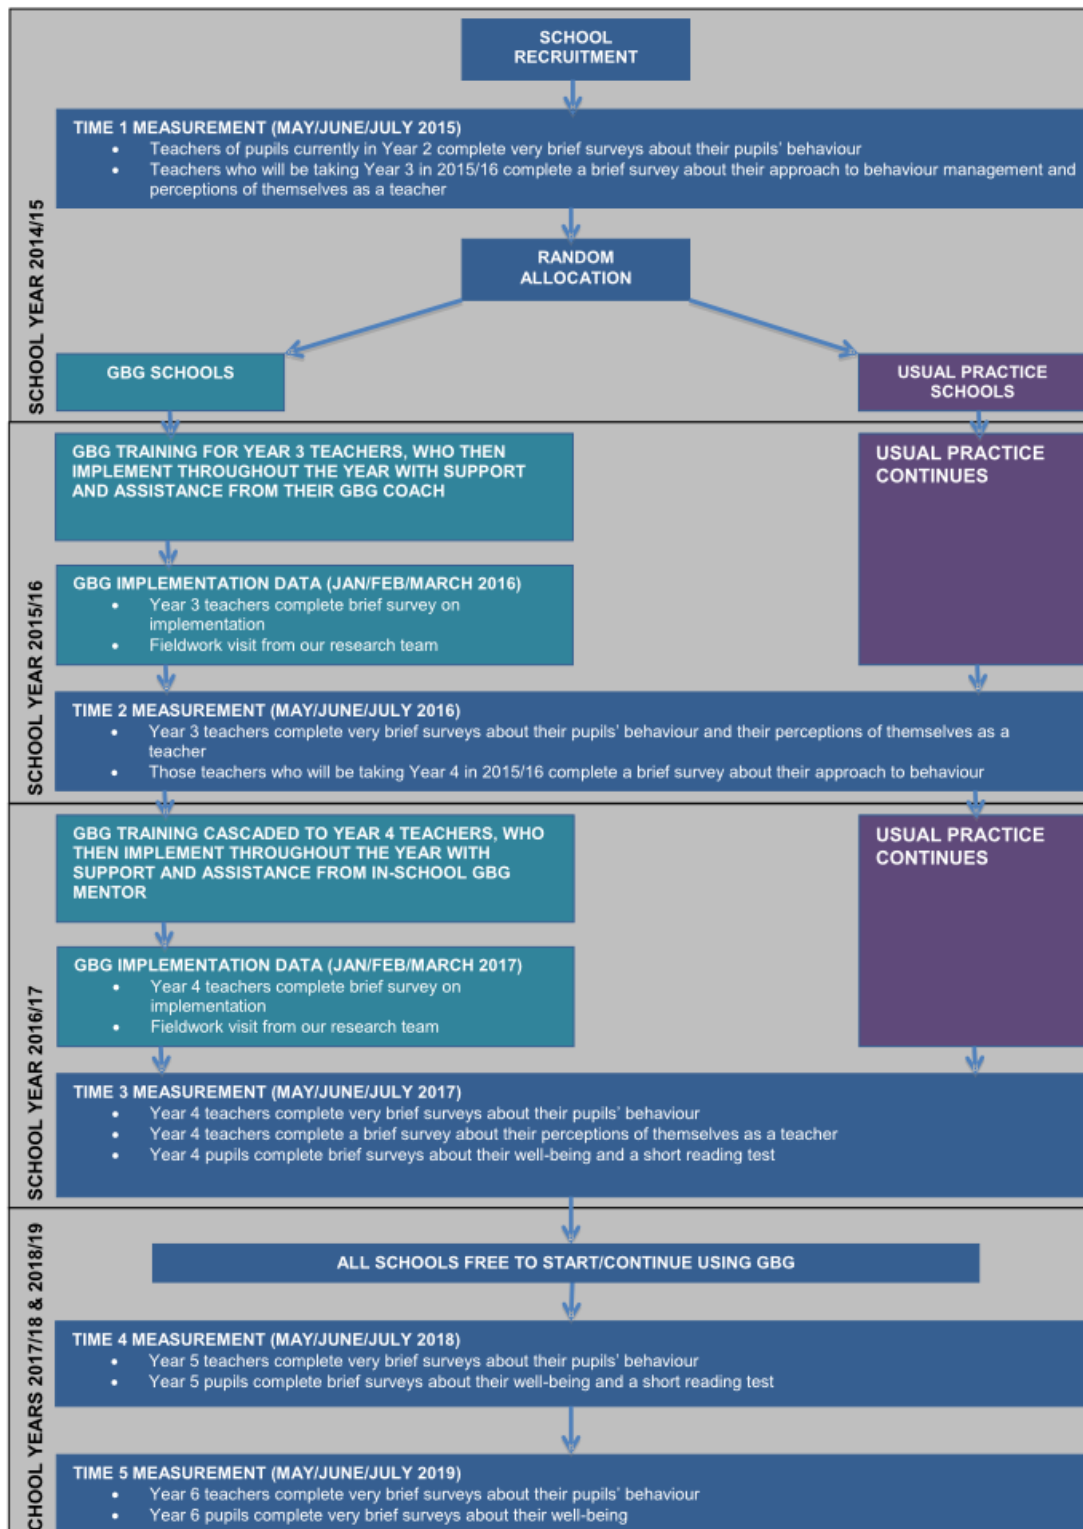 SCHOOL
RECRUITMENT
SCHOOL YEAR 2014/15
TIME 1 MEASUREMENT (MAY/JUNE/JULY 2015)
• Teachers of pupils currently in Year 2 complete very brief surveys about their pupils' behaviour
• Teachers who will be taking Year 3 in 2015/16 complete a brief survey about their approach to behaviour management and
perceptions of themselves as a teacher
RANDOM
ALLOCATION
GBG SCHOOLS
USUAL PRACTICE
SCHOOLS
SCHOOL YEAR 2015/16
GBG TRAINING FOR YEAR 3 TEACHERS, WHO THEN
IMPLEMENT THROUGHOUT THE YEAR WITH SUPPORT
AND ASSISTANCE FROM THEIR GBG COACH
USUAL PRACTICE
CONTINUES
GBG IMPLEMENTATION DATA (JAN/FEB/MARCH 2016)
• Year 3 teachers complete brief survey on
implementation
• Fieldwork visit from our research team
TIME 2 MEASUREMENT (MAY/JUNE/JULY 2016)
• Year 3 teachers complete very brief surveys about their pupils' behaviour and their perceptions of themselves as a
teacher
• Those teachers who will be taking Year 4 in 2015/16 complete a brief survey about their approach to behaviour
SCHOOL YEAR 2016/17
GBG TRAINING CASCADED TO YEAR 4 TEACHERS, WHO
THEN IMPLEMENT THROUGHOUT THE YEAR WITH
SUPPORT AND ASSISTANCE FROM IN-SCHOOL GBG
MENTOR
USUAL PRACTICE
CONTINUES
GBG IMPLEMENTATION DATA (JAN/FEB/MARCH 2017)
• Year 4 teachers complete brief survey on
implementation
• Fieldwork visit from our research team
TIME 3 MEASUREMENT (MAY/JUNE/JULY 2017)
• Year 4 teachers complete very brief surveys about their pupils' behaviour
• Year 4 teachers complete a brief survey about their perceptions of themselves as a teacher
• Year 4 pupils complete brief surveys about their well-being and a short reading test
CHOOL YEARS 2017/18 & 2018/19
ALL SCHOOLS FREE TO START/CONTINUE USING GBG
TIME 4 MEASUREMENT (MAY/JUNE/JULY 2018)
• Year 5 teachers complete very brief surveys about their pupils' behaviour
• Year 5 pupils complete brief surveys about their well-being and a short reading test
TIME 5 MEASUREMENT (MAY/JUNE/JULY 2019)
• Year 6 teachers complete very brief surveys about their pupils' behaviour
• Year 6 pupils complete very brief surveys about their well-being